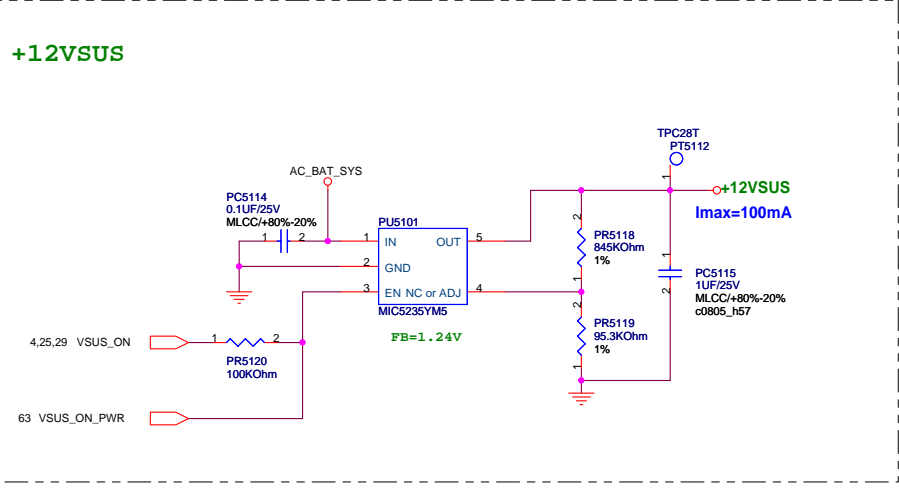 +12VSUS
TPC28T
PT5112
1
AC_BAT_SYS
PC5114
0.1UF/25V
MLCC/+80%-20%
1 2
+12VSUS
Imax=100mA
PU5101
1 IN OUT 5
2 GND
3 EN NC or ADJ 4
MIC5235YM5
FB=1.24V
2
PR5118
845KOhm
1%
1
1
PC5115
1UF/25V
MLCC/+80%-20%
c0805_h57
2
2
PR5119
95.3KOhm
1%
1
4,25,29 VSUS_ON
1 2
PR5120
100KOhm
63 VSUS_ON_PWR